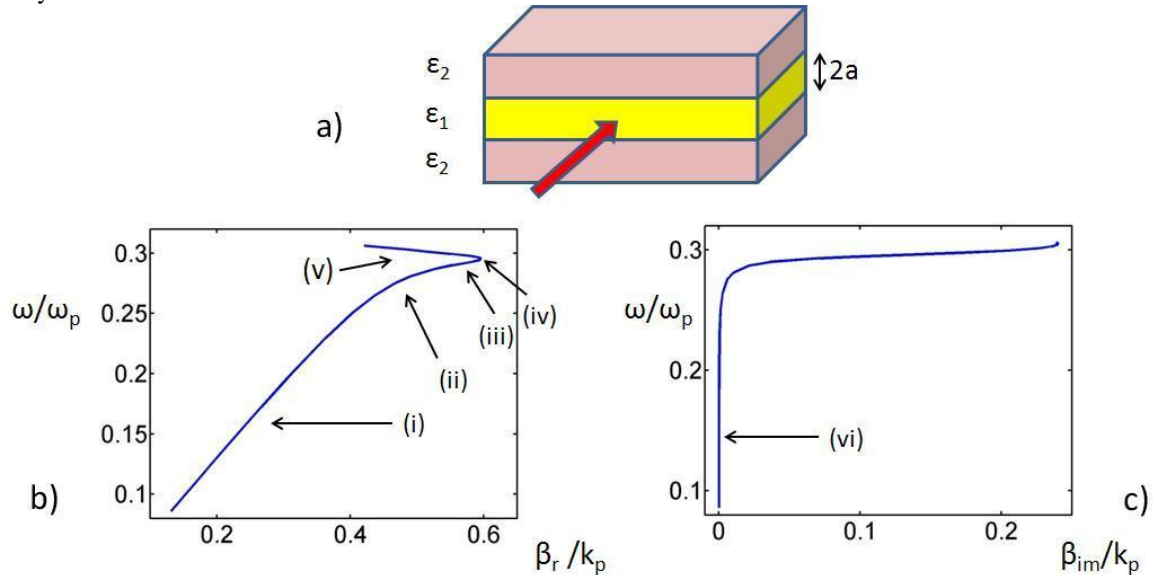 ε₂
2a
ε₁
a)
ε₂
0.3
(v)
ω/ωₚ
0.25
(iv)
(iii)
(ii)
0.2
0.15
(i)
0.1
b)
0.2 0.4 0.6
βᵣ /kₚ
0.3
ω/ωₚ
0.2
(vi)
0.1
c)
0 0.1 0.2
βᵢₘ/kₚ